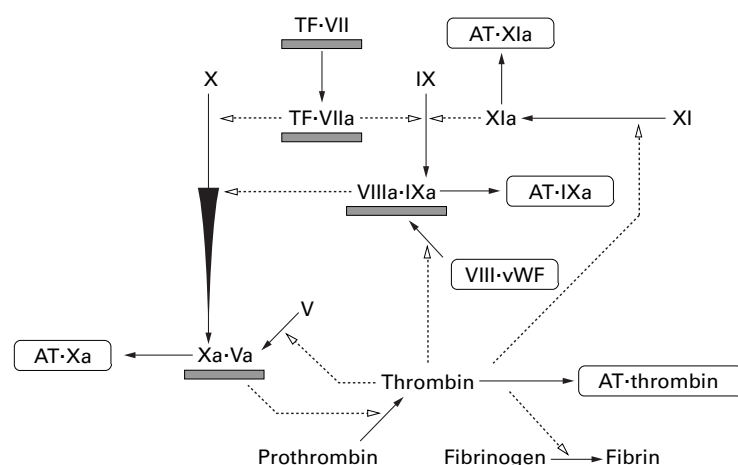 TF·VII
AT·XIa
X
IX
TF·VIIa
XIa
XI
VIIIa·IXa
AT·IXa
VIII·vWF
V
AT·Xa
Xa·Va
Thrombin
AT·thrombin
Prothrombin
Fibrinogen
Fibrin